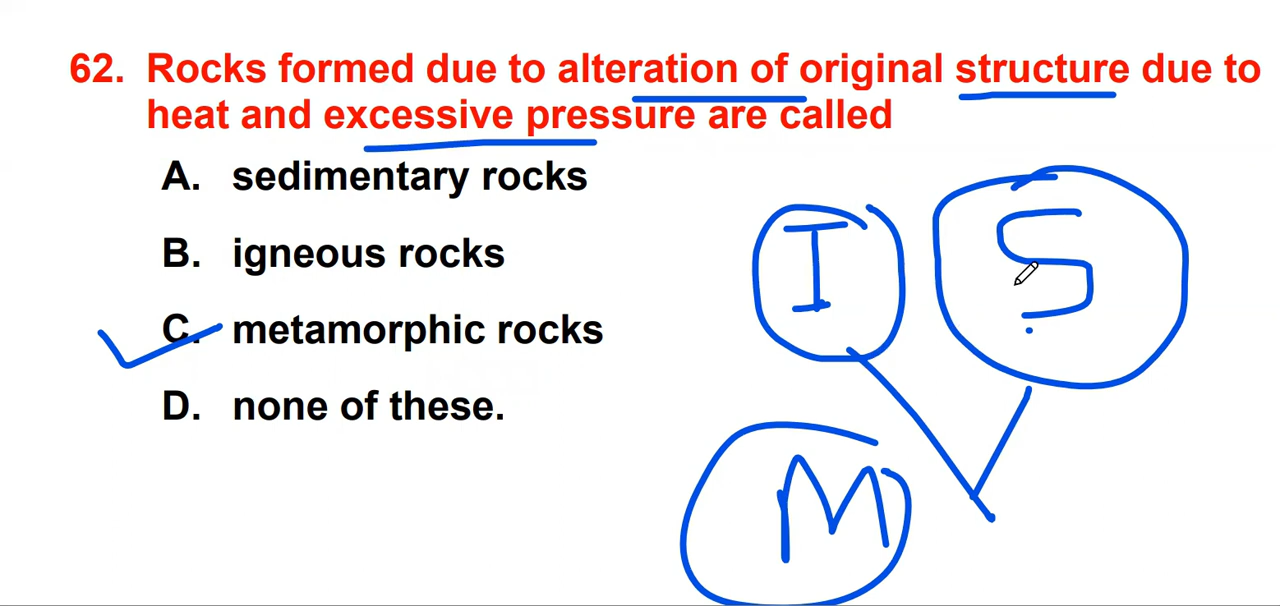 62. Rocks formed due to alteration of original structure due to
heat and excessive pressure are called
A. sedimentary rocks
B. igneous rocks
C. metamorphic rocks
D. none of these.
I S
M